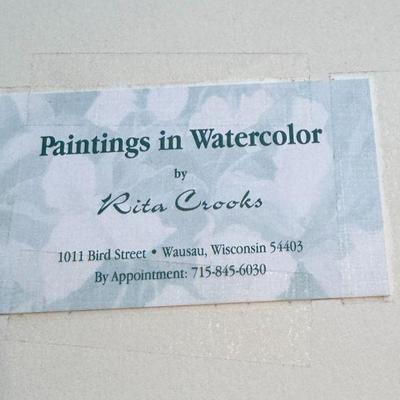 Paintings in Watercolor
by
Rita Crooks
1011 Bird Street • Wausau, Wisconsin 54403
By Appointment: 715-845-6030